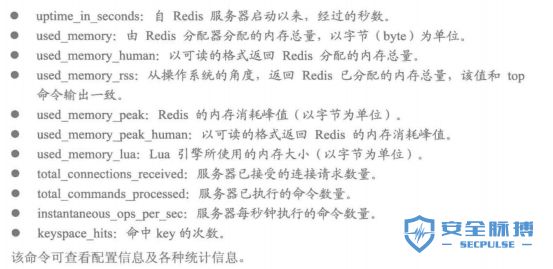 ● uptime_in_seconds: 自 Redis 服务器启动以来，经过的秒数。
● used_memory: 由 Redis 分配器分配的内存总量，以字节（byte）为单位。
● used_memory_human: 以可读的格式返回 Redis 分配的内存总量。
● used_memory_rss: 从操作系统的角度，返回 Redis 已分配的内存总量，该值和 top
命令输出一致。
● used_memory_peak: Redis 的内存消耗峰值（以字节为单位）。
● used_memory_peak_human: 以可读的格式返回 Redis 的内存消耗峰值。
● used_memory_lua: Lua 引擎所使用的内存大小（以字节为单位）。
● total_connections_received: 服务器已接受的连接请求数量。
● total_commands_processed: 服务器已执行的命令数量。
● instantaneous_ops_per_sec: 服务器每秒钟执行的命令数量。
● keyspace_hits: 命中 key 的次数。
该命令可查看配置信息及各种统计信息。
安全脉搏
SECPULSE